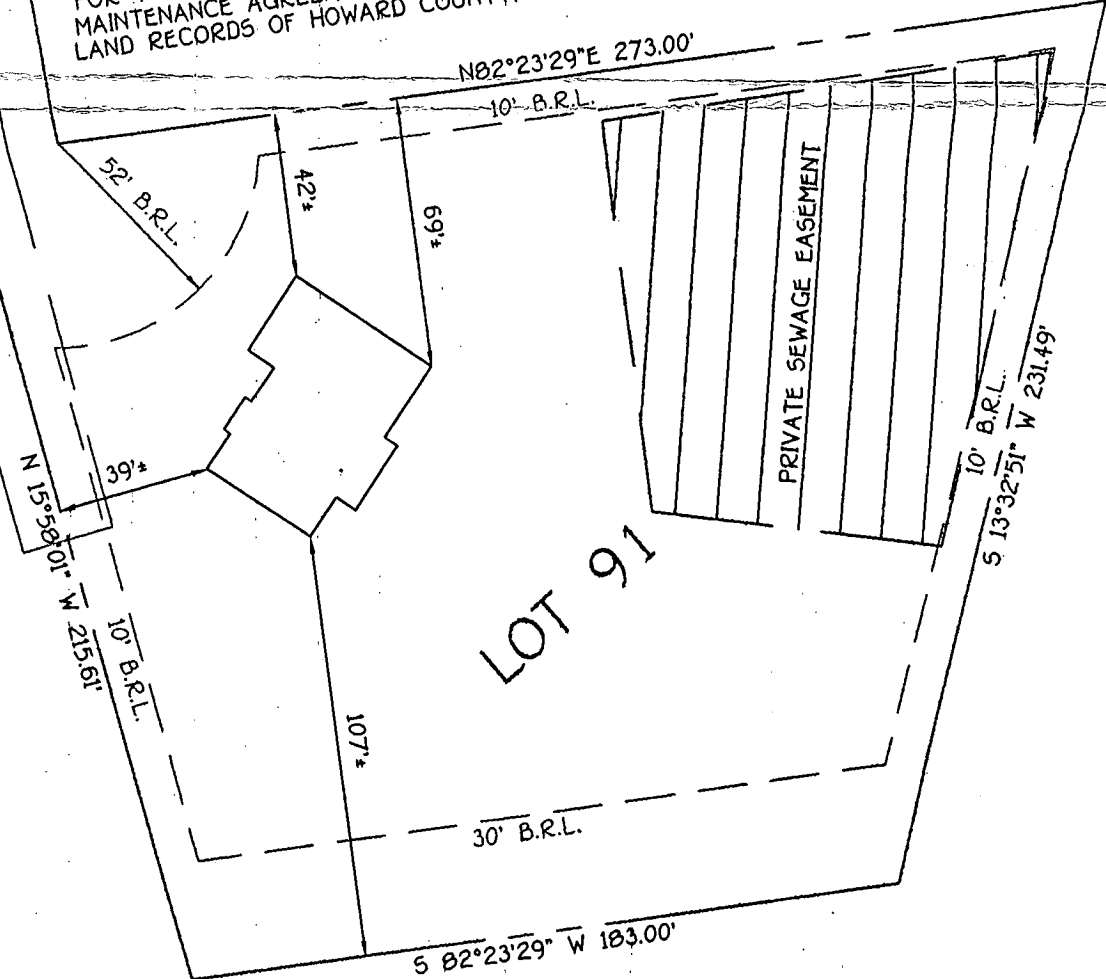 MAINTENANCE
LAND RECORDS OF HOWARD
N82°23'29"E 273.00'
10' B.R.L.
52' B.R.L.
42'±
69'±
PRIVATE SEWAGE EASEMENT
10' B.R.L.
S 13°32'51" W 231.49'
39'±
N 15°58'01" W 215.61'
10' B.R.L.
LOT 91
107'±
30' B.R.L.
S 82°23'29" W 183.00'